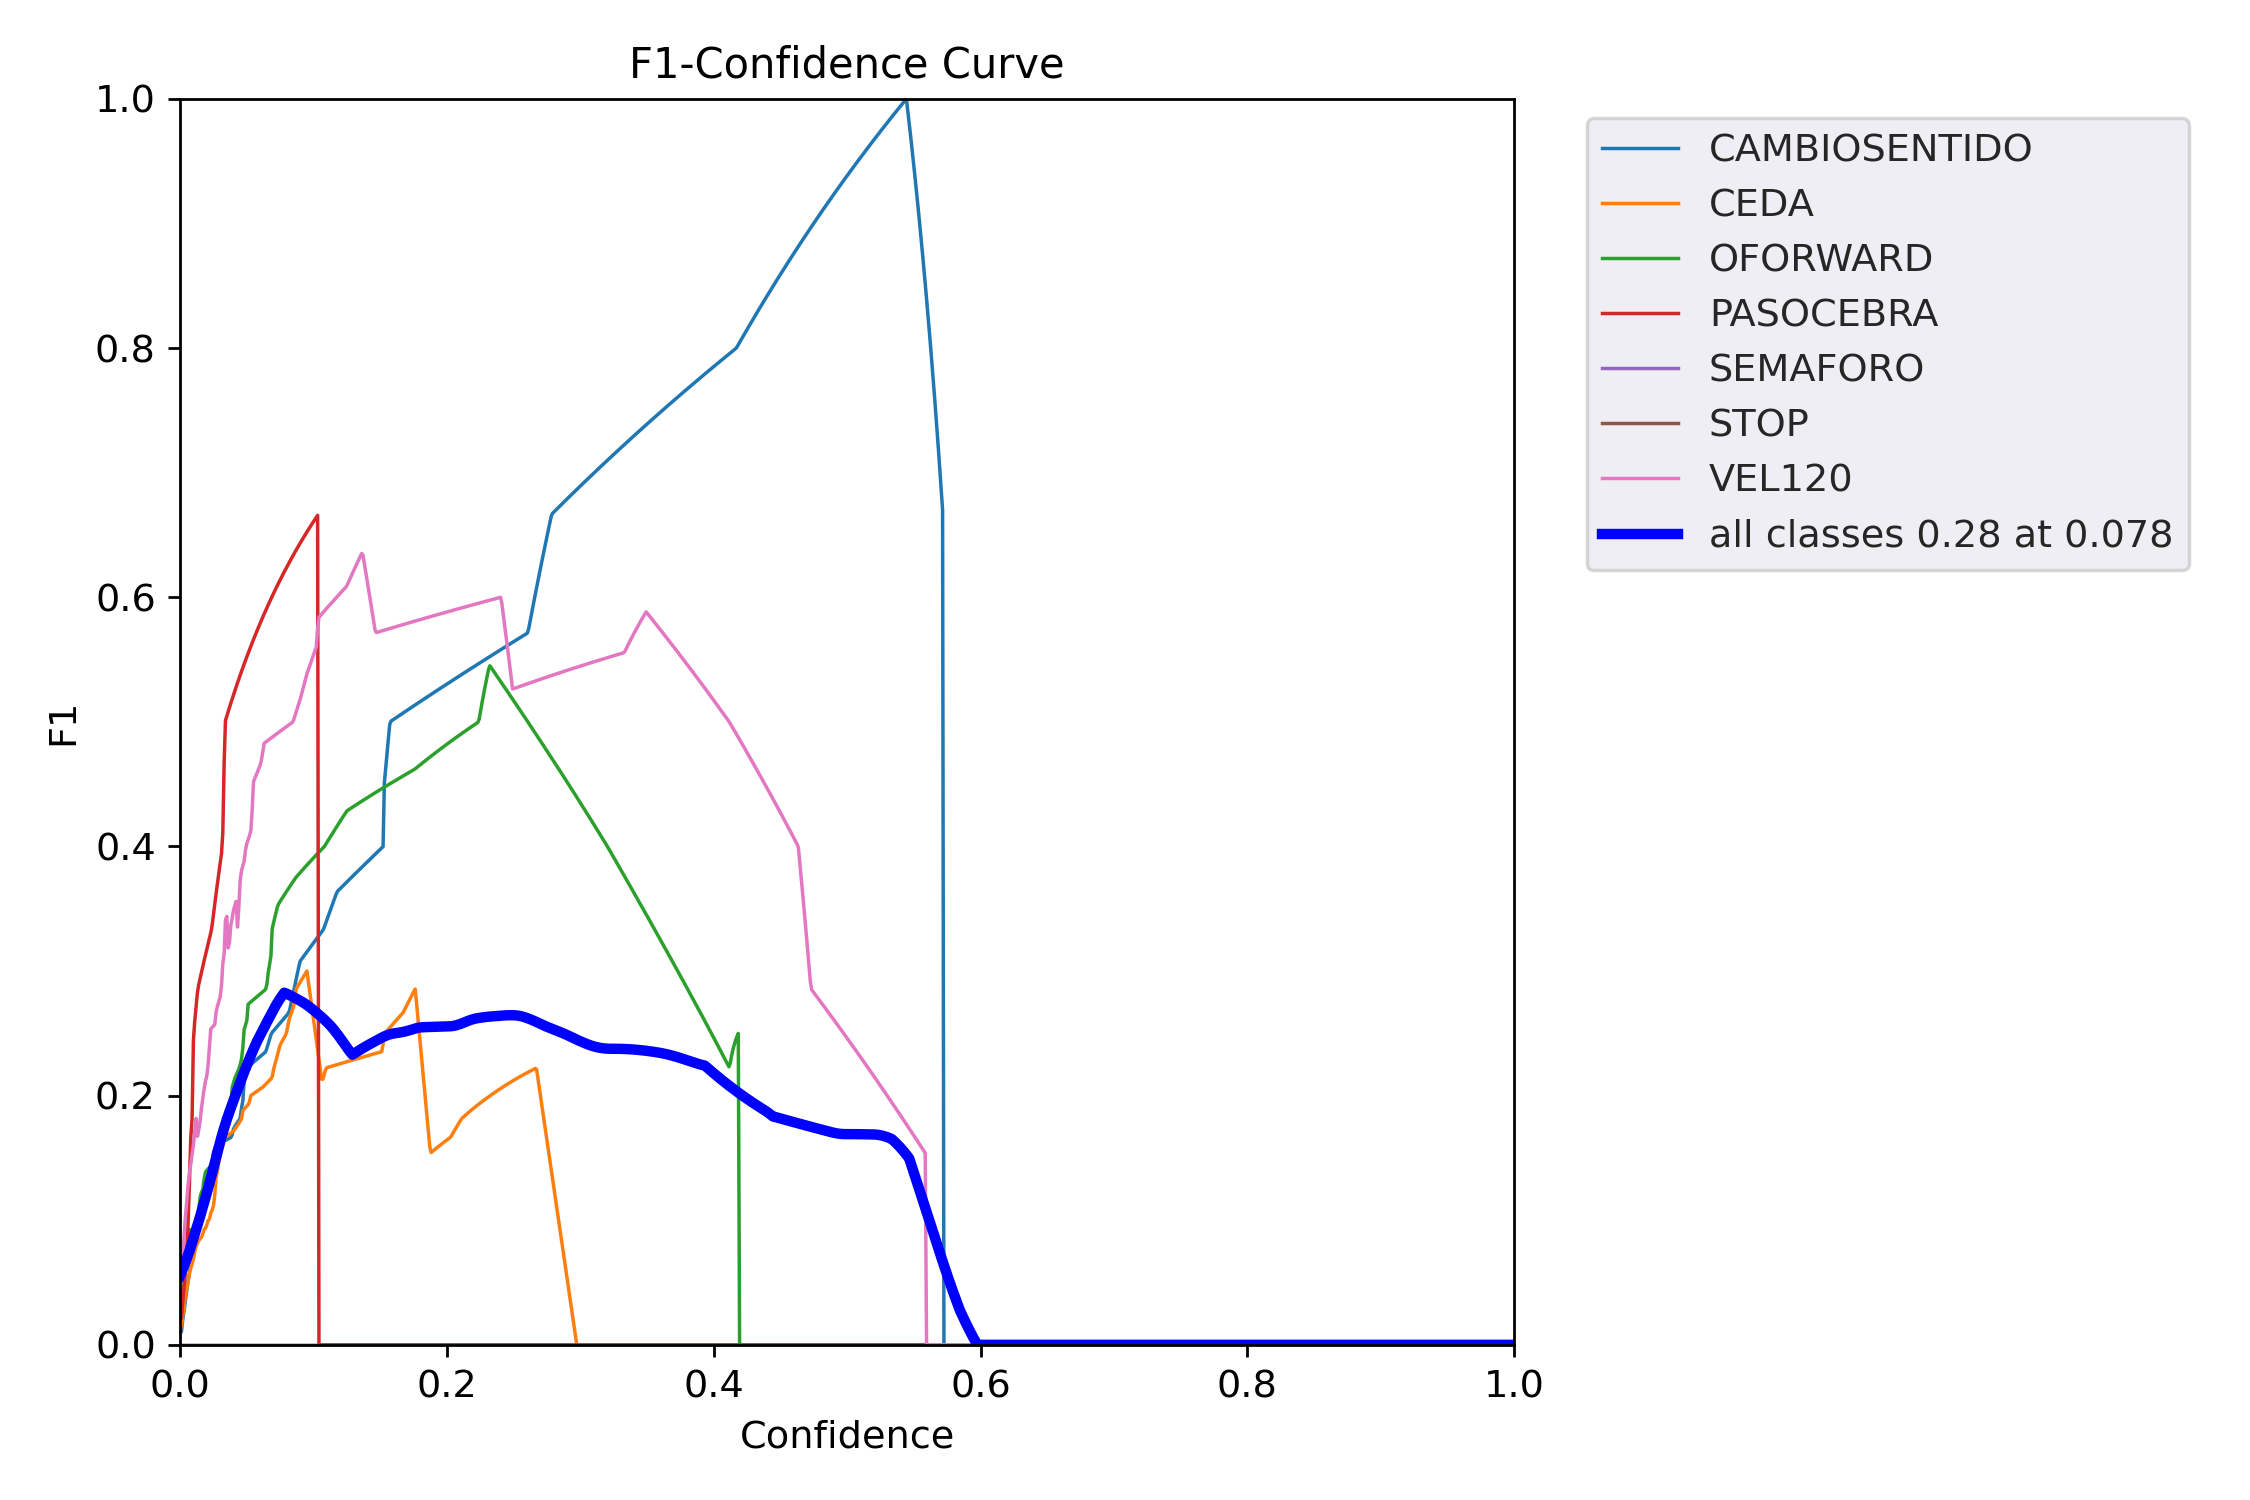 F1-Confidence Curve
1.0
0.8
0.6
0.4
0.2
0.0
F1
0.0 0.2 0.4 0.6 0.8 1.0
Confidence
CAMBIOSENTIDO
CEDA
OFORWARD
PASOCEBRA
SEMAFORO
STOP
VEL120
all classes 0.28 at 0.078